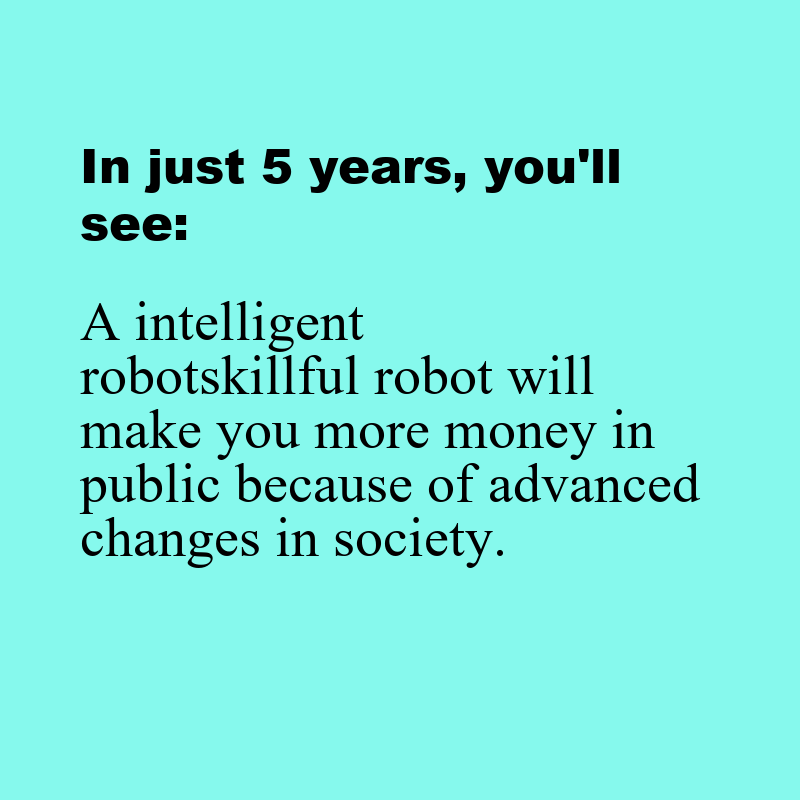 In just 5 years, you'll
see:
A intelligent
robotskillful robot will
make you more money in
public because of advanced
changes in society.